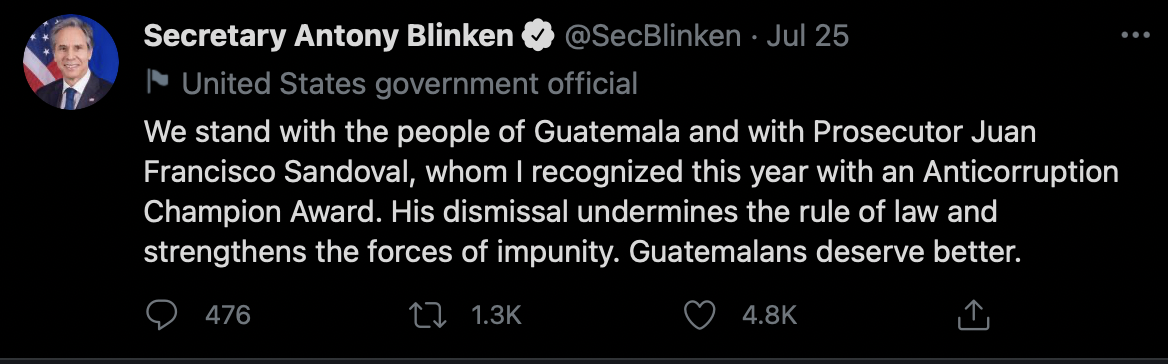 Secretary Antony Blinken @SecBlinken · Jul 25
United States government official
We stand with the people of Guatemala and with Prosecutor Juan
Francisco Sandoval, whom I recognized this year with an Anticorruption
Champion Award. His dismissal undermines the rule of law and
strengthens the forces of impunity. Guatemalans deserve better.
476 1.3K 4.8K